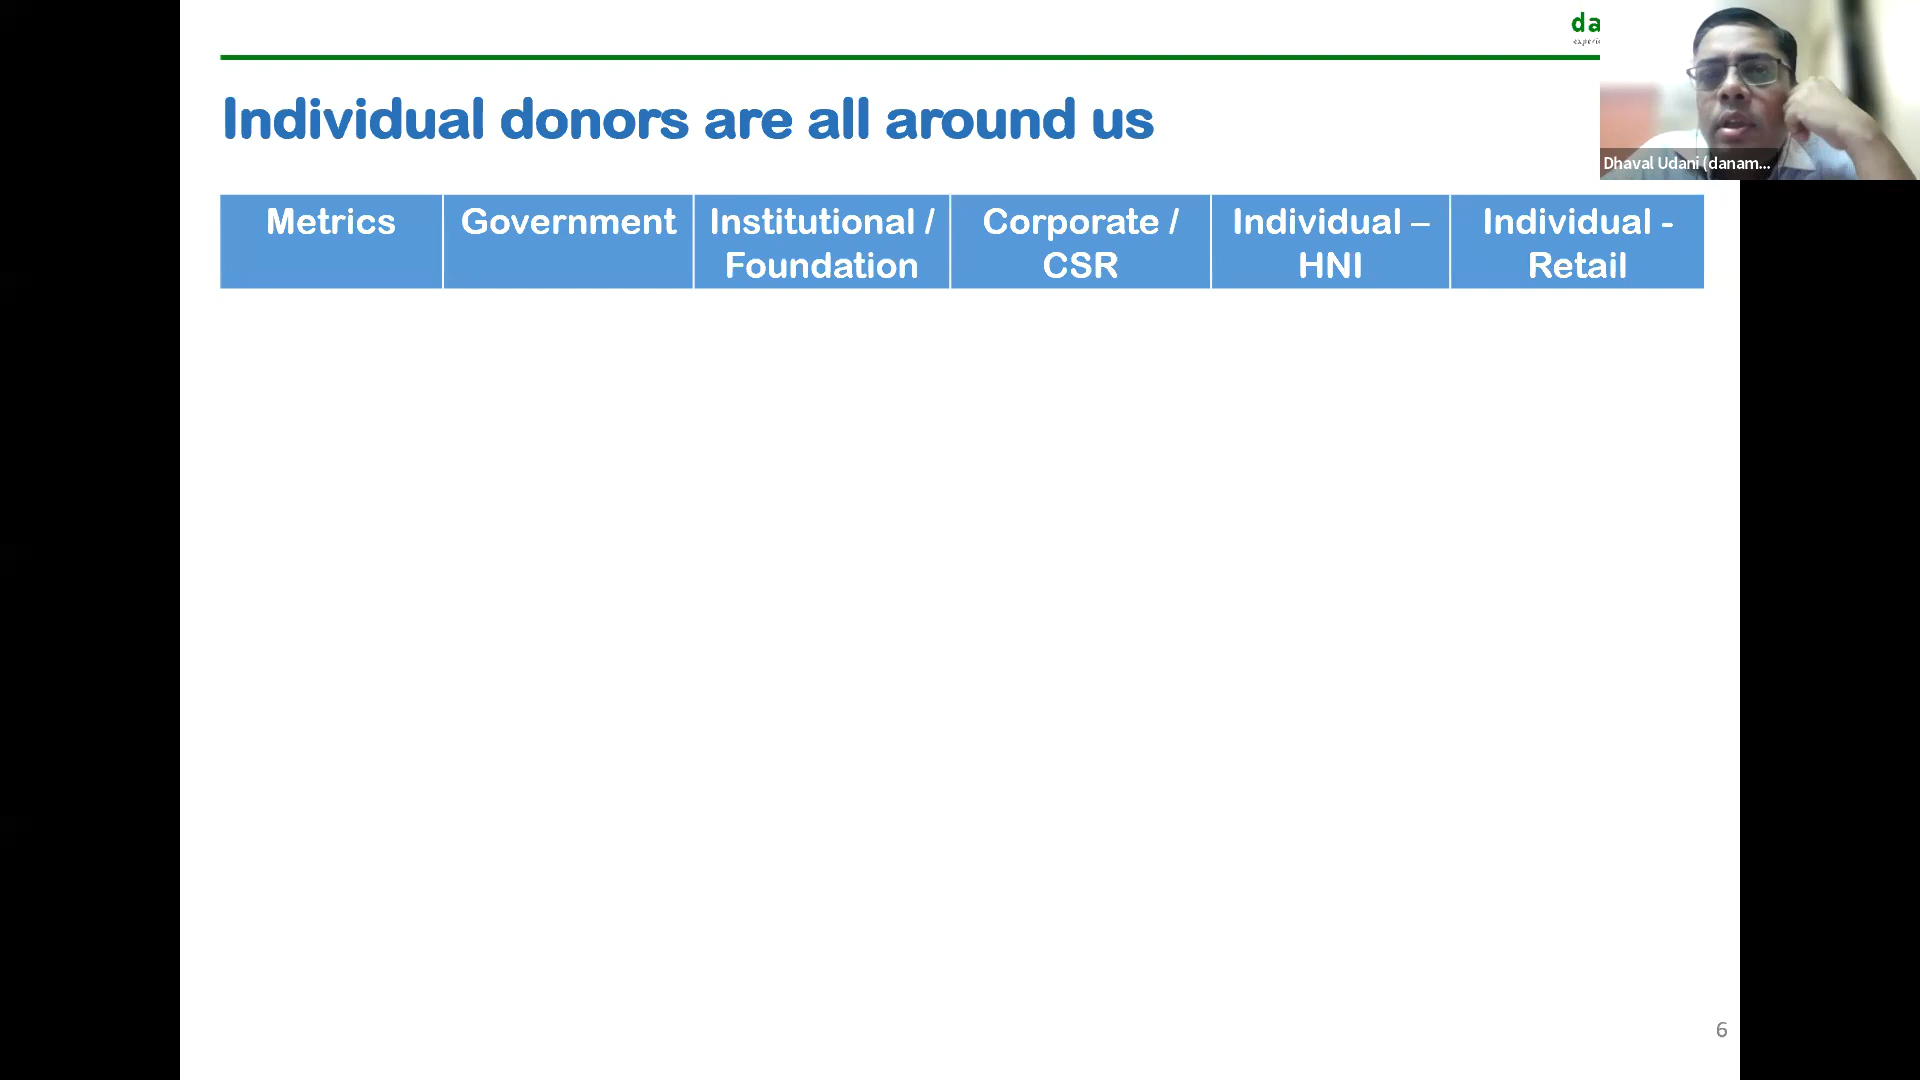 da
Individual donors are all around us
Dhaval Udani (danam...
Metrics
Government
Institutional /
Foundation
Corporate /
CSR
Individual –
HNI
Individual -
Retail
6